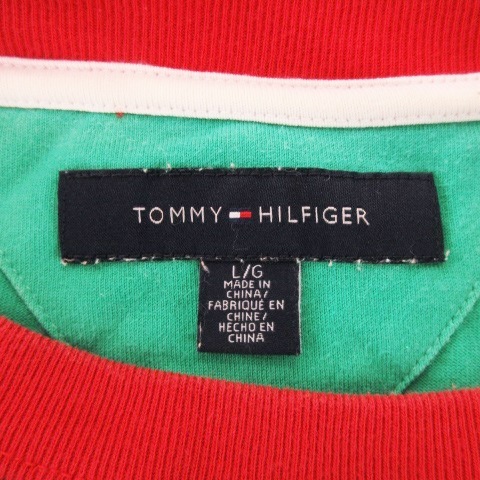 TOMMY HILFIGER
L/G
MADE IN
CHINA/
FABRIQUÉ EN
CHINE/
HECHO EN
CHINA